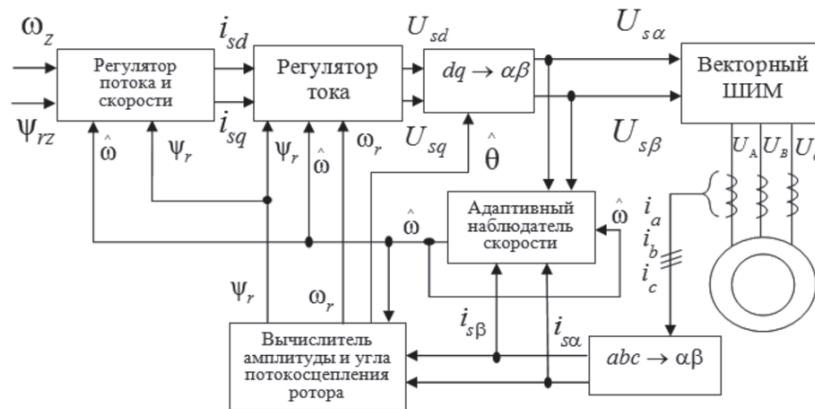 ω_z
i_sd
U_sd
U_sα
Регулятор
потока и
скорости
Регулятор
тока
dq → αβ
Векторный
ШИМ
ψ_rz
i_sq
U_sq
U_sβ
U_A
U_B
ω̂
ψ_r
ψ_r
ω̂
ω_r
θ̂
Адаптивный
наблюдатель
скорости
ω̂
ω̂
i_a
i_b
i_c
ψ_r
ω_r
i_sβ
i_sα
Вычислитель
амплитуды и угла
потокосцепления
ротора
abc → αβ